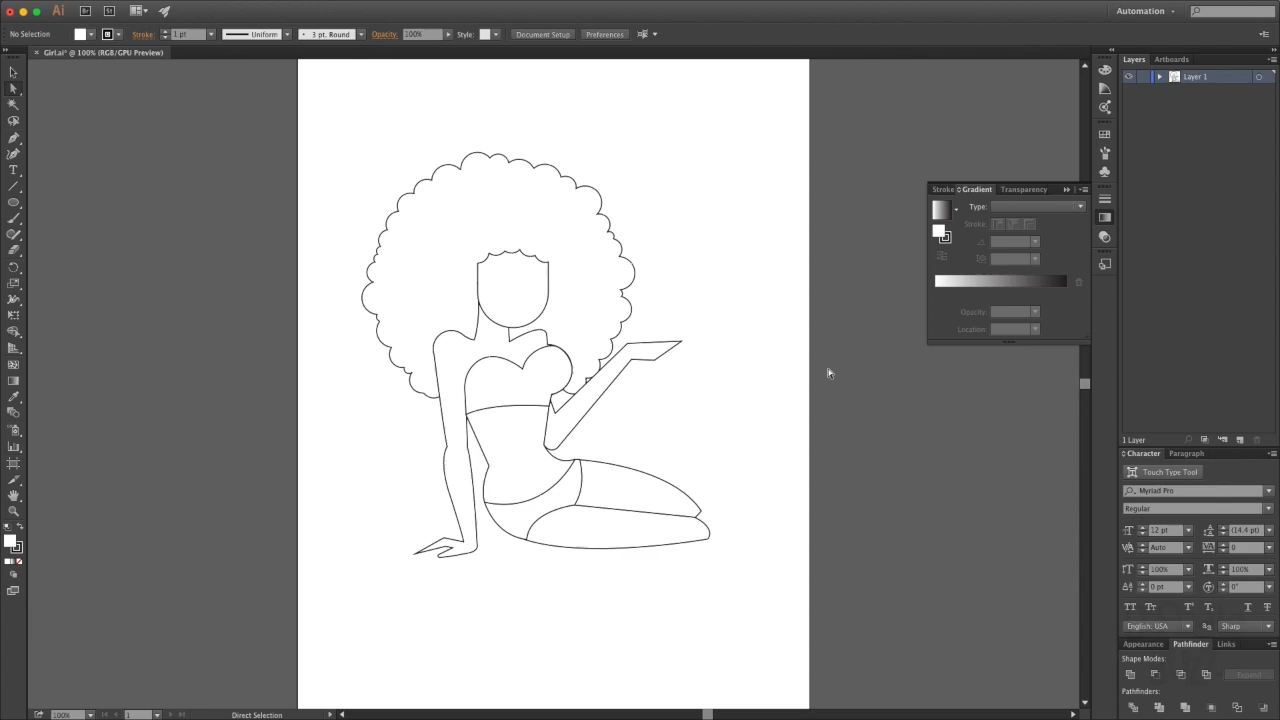 Ai
Br
St
Automation
No Selection
Stroke:
1 pt
Uniform
3 pt. Round
Opacity:
100%
Style:
Document Setup
Preferences
Girl.ai* @ 100% (RGB/GPU Preview)
Layers
Artboards
Layer 1
Stroke
Gradient
Transparency
Type:
Stroke:
Opacity:
Location:
1 Layer
Character
Paragraph
Touch Type Tool
Myriad Pro
Regular
12 pt
(14.4 pt)
Auto
0
100%
100%
0 pt
0°
English: USA
Sharp
Appearance
Pathfinder
Links
Shape Modes:
Expand
Pathfinders:
100%
1
Direct Selection